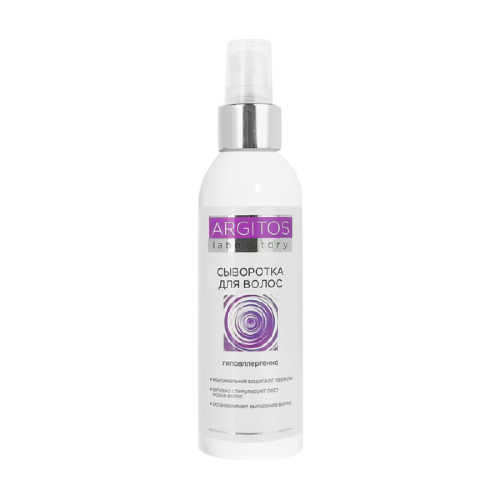 ARGITOS
laboratory
СЫВОРОТКА
ДЛЯ ВОЛОС
гипоаллергенно
• максимальная защита от перхоти
• активно стимулирует рост
новых волос
• останавливает выпадение волос